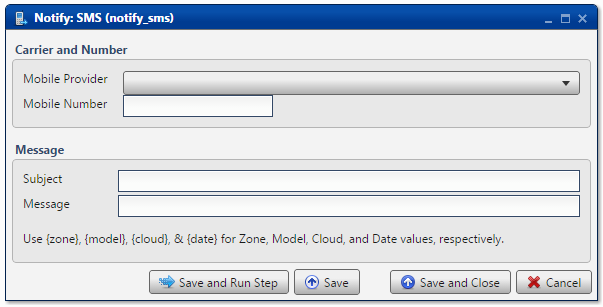 Notify: SMS (notify_sms)
Carrier and Number
Mobile Provider
Mobile Number
Message
Subject
Message
Use {zone}, {model}, {cloud}, & {date} for Zone, Model, Cloud, and Date values, respectively.
Save and Run Step Save Save and Close Cancel